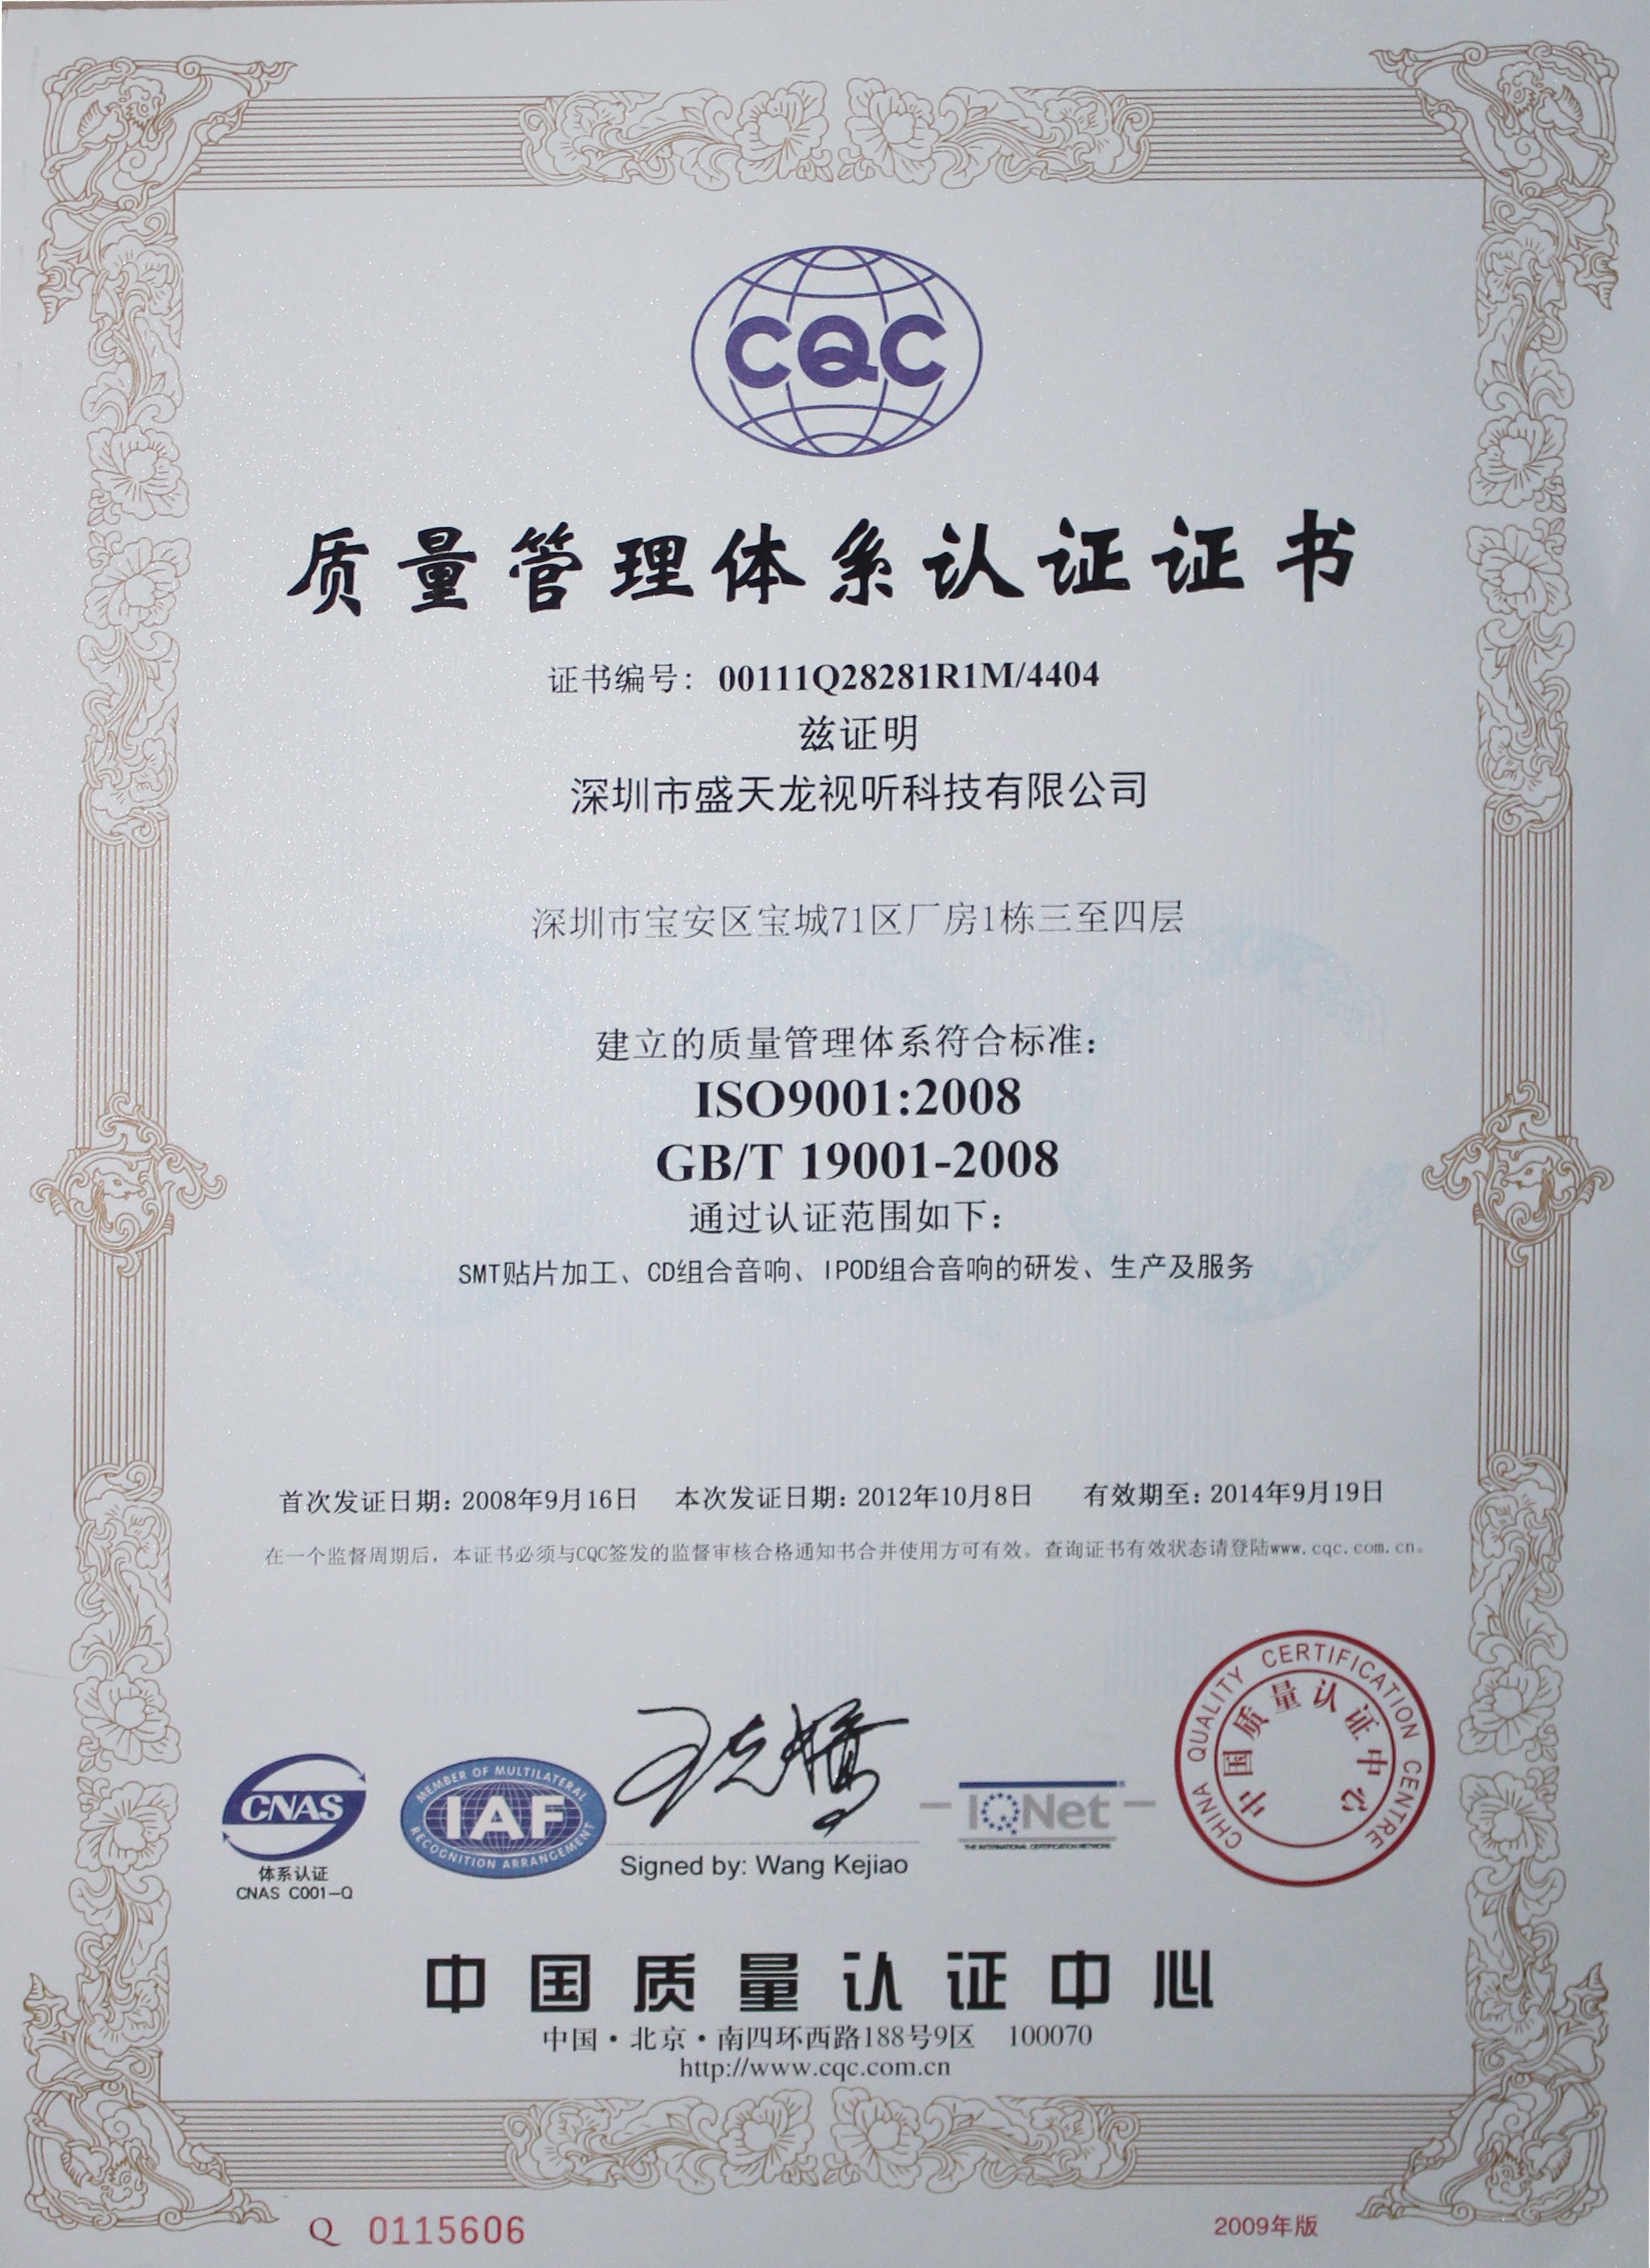 CQC
质量管理体系认证证书
证书编号：00111Q28281R1M/4404
兹证明
深圳市盛天龙视听科技有限公司
深圳市宝安区宝城71区厂房1栋三至四层
建立的质量管理体系符合标准：
ISO9001:2008
GB/T 19001-2008
通过认证范围如下：
SMT贴片加工、CD组合音响、IPOD组合音响的研发、生产及服务
首次发证日期：2008年9月16日 本次发证日期：2012年10月8日 有效期至：2014年9月19日
在一个监督周期后，本证书必须与CQC签发的监督审核合格通知书合并使用方可有效。查询证书有效状态请登陆www.cqc.com.cn。
CNAS
体系认证
CNAS C001-Q
MEMBER OF MULTILATERAL
IAF
RECOGNITION ARRANGEMENT
王克娇
Signed by: Wang Kejiao
IQNet
THE INTERNATIONAL CERTIFICATION NETWORK
CHINA QUALITY CERTIFICATION CENTRE
中国质量认证中心
中国质量认证中心
中国·北京·南四环西路188号9区 100070
http://www.cqc.com.cn
Q 0115606
2009年版